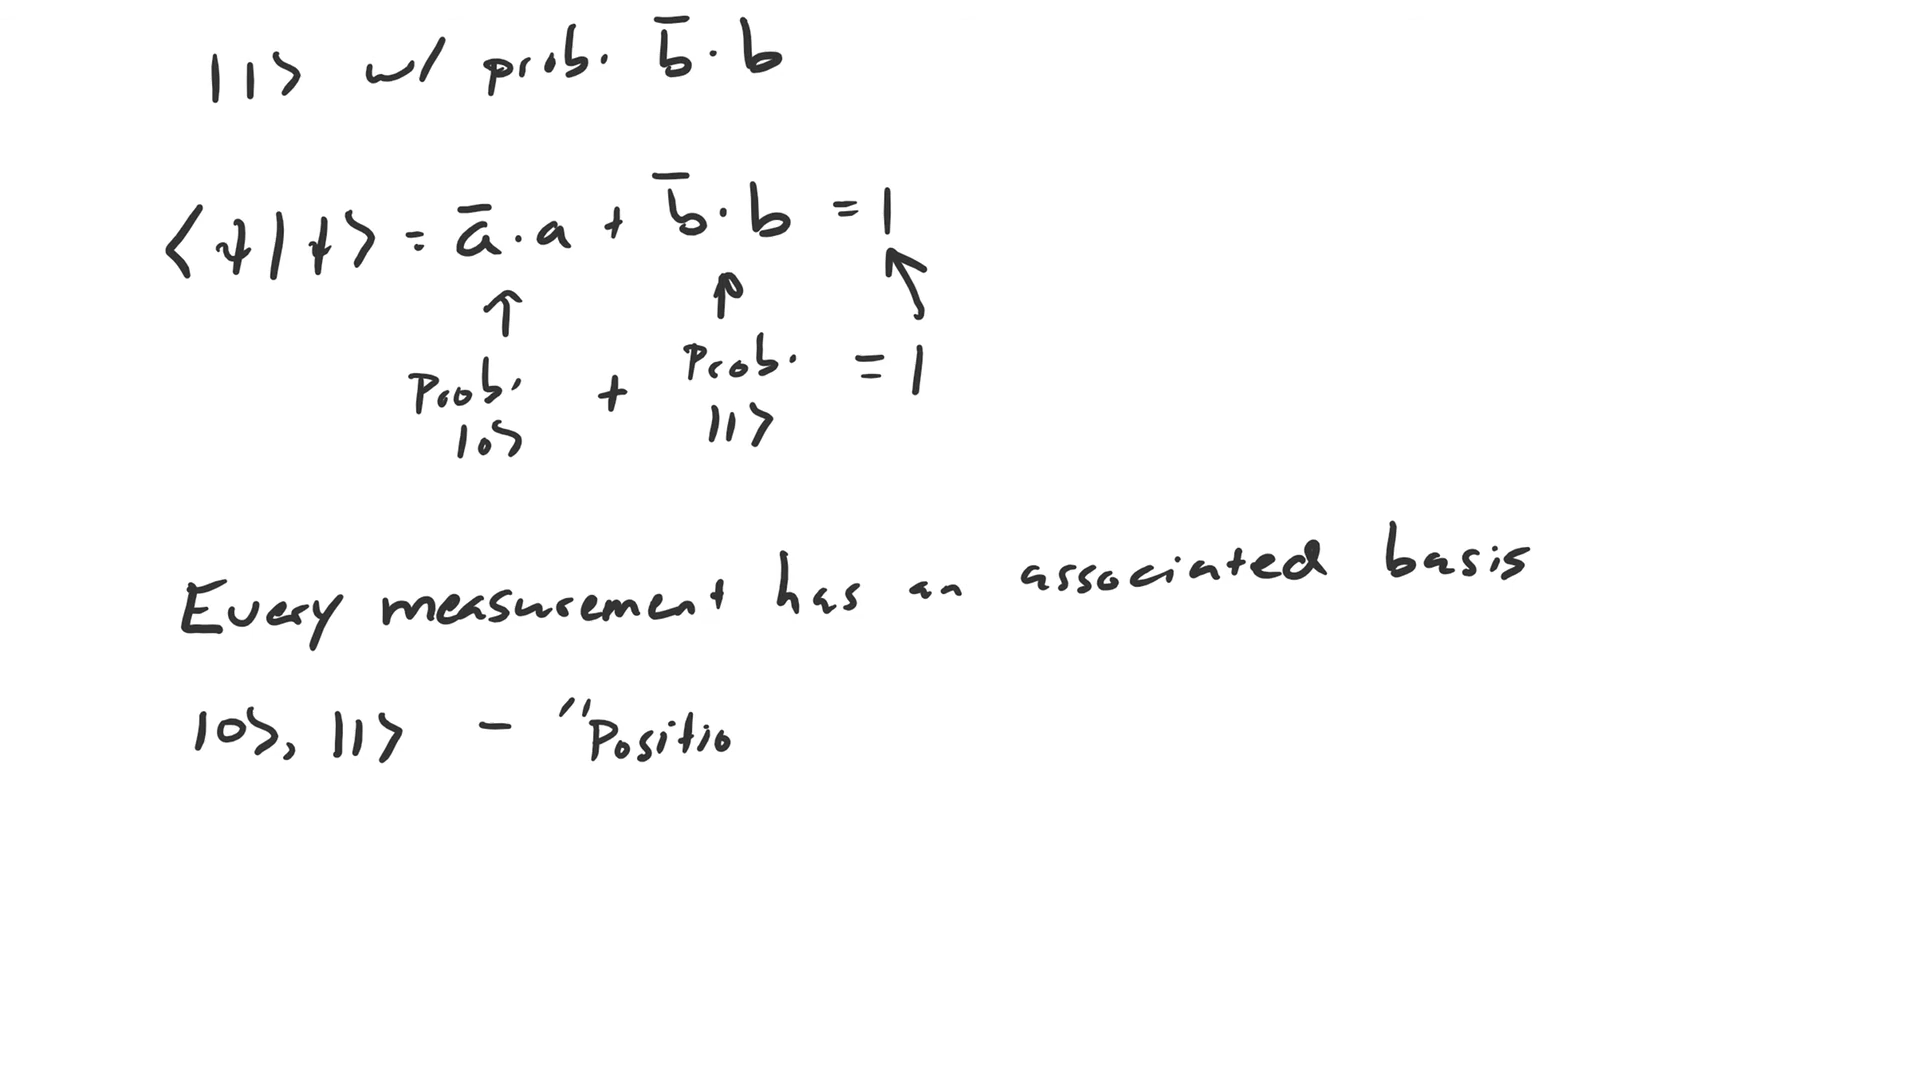 |1> w/ prob. b̅·b
<ψ|ψ> = a̅·a + b̅·b = 1
↑ ↑
Prob. + Prob. = 1
|0> |1>
Every measurement has an associated basis
|0>, |1> - "Positio